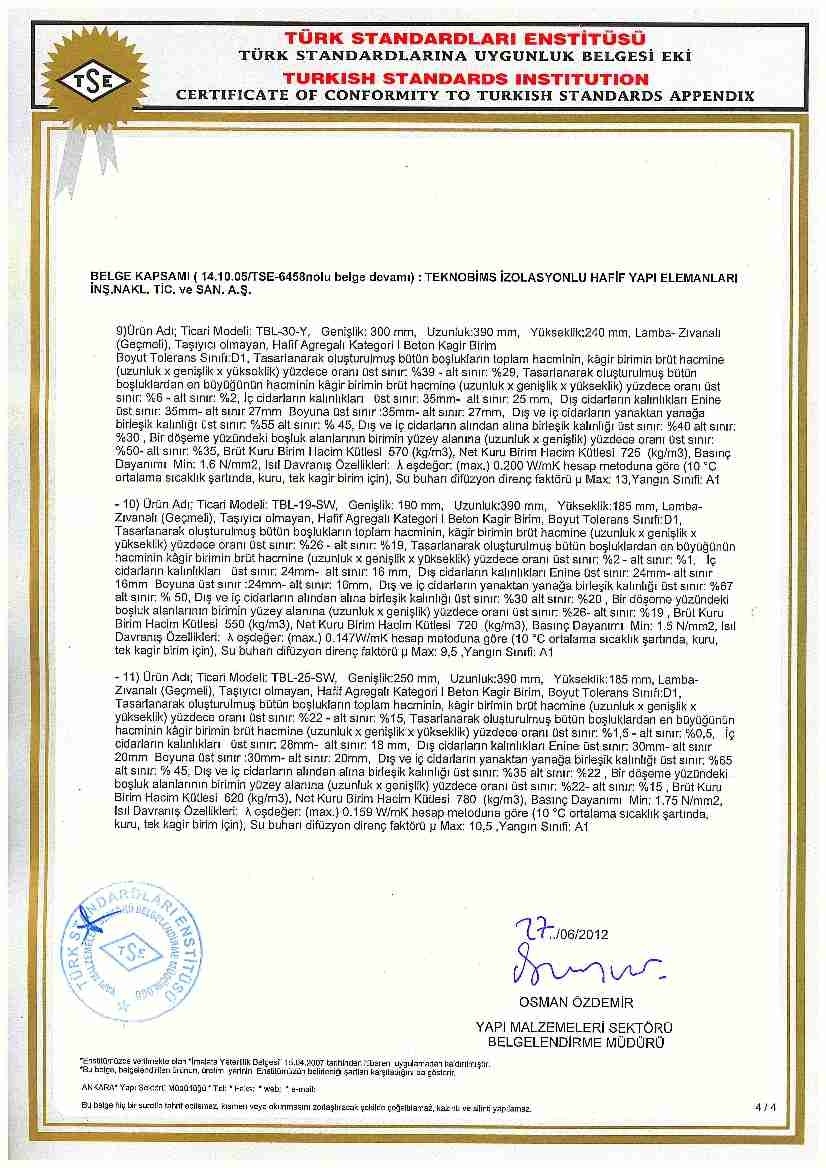 TÜRK STANDARDLARI ENSTİTÜSÜ
TÜRK STANDARDLARINA UYGUNLUK BELGESİ EKİ
TURKISH STANDARDS INSTITUTION
CERTIFICATE OF CONFORMITY TO TURKISH STANDARDS APPENDIX
TSE
BELGE KAPSAMI ( 14.10.05/TSE-6458nolu belge devamı) : TEKNOBİMS İZOLASYONLU HAFİF YAPI ELEMANLARI
İNŞ.NAKL. TİC. ve SAN. A.Ş.
9)Ürün Adı; Ticari Modeli: TBL-30-Y, Genişlik: 300 mm, Uzunluk:390 mm, Yükseklik:240 mm, Lamba- Zıvanalı
(Geçmeli), Taşıyıcı olmayan, Hafif Agregalı Kategori I Beton Kagir Birim
Boyut Tolerans Sınıfı:D1, Tasarlanarak oluşturulmuş bütün boşlukların toplam hacminin, kâgir birimin brüt hacmine
(uzunluk x genişlik x yükseklik) yüzdece oranı üst sınır: %39 - alt sınır: %29, Tasarlanarak oluşturulmuş bütün
boşluklardan en büyüğünün hacminin kâgir birimin brüt hacmine (uzunluk x genişlik x yükseklik) yüzdece oranı üst
sınır: %6 - alt sınır: %2, İç cidarların kalınlıkları üst sınır: 35mm- alt sınır: 25 mm, Dış cidarların kalınlıkları Enine
üst sınır: 35mm- alt sınır 27mm Boyuna üst sınır :35mm- alt sınır: 27mm, Dış ve iç cidarların yanaktan yanağa
birleşik kalınlığı üst sınır: %55 alt sınır: % 45, Dış ve iç cidarların alından alına birleşik kalınlığı üst sınır: %40 alt sınır:
%30 , Bir döşeme yüzündeki boşluk alanlarının birimin yüzey alanına (uzunluk x genişlik) yüzdece oranı üst sınır:
%50- alt sınır: %35, Brüt Kuru Birim Hacim Kütlesi 570 (kg/m3), Net Kuru Birim Hacim Kütlesi 725 (kg/m3), Basınç
Dayanımı Min: 1.6 N/mm2, Isıl Davranış Özellikleri: λ eşdeğer: (max.) 0.200 W/mK hesap metoduna göre (10 °C
ortalama sıcaklık şartında, kuru, tek kagir birim için), Su buharı difüzyon direnç faktörü μ Max: 13,Yangın Sınıfı: A1
- 10) Ürün Adı; Ticari Modeli: TBL-19-SW, Genişlik: 190 mm, Uzunluk:390 mm, Yükseklik:185 mm, Lamba-
Zıvanalı (Geçmeli), Taşıyıcı olmayan, Hafif Agregalı Kategori I Beton Kagir Birim, Boyut Tolerans Sınıfı:D1,
Tasarlanarak oluşturulmuş bütün boşlukların toplam hacminin, kâgir birimin brüt hacmine (uzunluk x genişlik x
yükseklik) yüzdece oranı üst sınır: %26 - alt sınır: %19, Tasarlanarak oluşturulmuş bütün boşluklardan en büyüğünün
hacminin kâgir birimin brüt hacmine (uzunluk x genişlik x yükseklik) yüzdece oranı üst sınır: %2 - alt sınır: %1, İç
cidarların kalınlıkları üst sınır: 24mm- alt sınır: 16 mm, Dış cidarların kalınlıkları Enine üst sınır: 24mm- alt sınır
16mm Boyuna üst sınır :24mm- alt sınır: 16mm, Dış ve iç cidarların yanaktan yanağa birleşik kalınlığı üst sınır: %67
alt sınır: % 50, Dış ve iç cidarların alından alına birleşik kalınlığı üst sınır: %30 alt sınır: %20 , Bir döşeme yüzündeki
boşluk alanlarının birimin yüzey alanına (uzunluk x genişlik) yüzdece oranı üst sınır: %26- alt sınır: %19 , Brüt Kuru
Birim Hacim Kütlesi 550 (kg/m3), Net Kuru Birim Hacim Kütlesi 720 (kg/m3), Basınç Dayanımı Min: 1.5 N/mm2, Isıl
Davranış Özellikleri: λ eşdeğer: (max.) 0.147W/mK hesap metoduna göre (10 °C ortalama sıcaklık şartında, kuru,
tek kagir birim için), Su buharı difüzyon direnç faktörü μ Max: 9,5 ,Yangın Sınıfı: A1
- 11) Ürün Adı; Ticari Modeli: TBL-25-SW, Genişlik:250 mm, Uzunluk:390 mm, Yükseklik:185 mm, Lamba-
Zıvanalı (Geçmeli), Taşıyıcı olmayan, Hafif Agregalı Kategori I Beton Kagir Birim, Boyut Tolerans Sınıfı:D1,
Tasarlanarak oluşturulmuş bütün boşlukların toplam hacminin, kâgir birimin brüt hacmine (uzunluk x genişlik x
yükseklik) yüzdece oranı üst sınır: %22 - alt sınır: %15, Tasarlanarak oluşturulmuş bütün boşluklardan en büyüğünün
hacminin kâgir birimin brüt hacmine (uzunluk x genişlik x yükseklik) yüzdece oranı üst sınır: %1,5 - alt sınır: %0,5, İç
cidarların kalınlıkları üst sınır: 28mm- alt sınır: 18 mm, Dış cidarların kalınlıkları Enine üst sınır: 30mm- alt sınır
20mm Boyuna üst sınır :30mm- alt sınır: 20mm, Dış ve iç cidarların yanaktan yanağa birleşik kalınlığı üst sınır: %65
alt sınır: % 45, Dış ve iç cidarların alından alına birleşik kalınlığı üst sınır: %35 alt sınır: %22 , Bir döşeme yüzündeki
boşluk alanlarının birimin yüzey alanına (uzunluk x genişlik) yüzdece oranı üst sınır: %22- alt sınır: %15 , Brüt Kuru
Birim Hacim Kütlesi 620 (kg/m3), Net Kuru Birim Hacim Kütlesi 780 (kg/m3), Basınç Dayanımı Min: 1.75 N/mm2,
Isıl Davranış Özellikleri: λ eşdeğer: (max.) 0.159 W/mK hesap metoduna göre (10 °C ortalama sıcaklık şartında,
kuru, tek kagir birim için), Su buharı difüzyon direnç faktörü μ Max: 10,5 ,Yangın Sınıfı: A1
TÜRK STANDARDLARI ENSTİTÜSÜ
TSE
27../06/2012
OSMAN ÖZDEMİR
YAPI MALZEMELERİ SEKTÖRÜ
BELGELENDİRME MÜDÜRÜ
*Enstitümüzce verilmekte olan "İmalata Yeterlilik Belgesi" 16.04.2007 tarihinden itibaren uygulamadan kaldırılmıştır.
*Bu belge, belgelendirilen ürünün, üretim yerinin Enstitümüzün belirlediği şartları karşıladığını da gösterir.
ANKARA* Yapı Sektörü Müdürlüğü * Tel: * Faks: * web: * e-mail:
Bu belge hiç bir suretle tahrif edilemez, kısmen veya okunmasını zorlaştıracak şekilde çoğaltılamaz, kazıntı ve silinti yapılamaz.
4 / 4